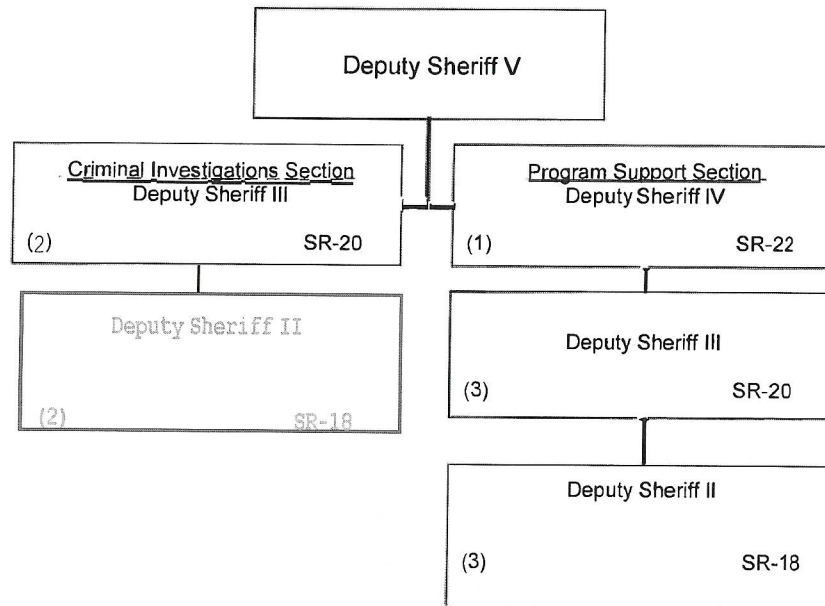 Deputy Sheriff V
Criminal Investigations Section
Deputy Sheriff III
(2) SR-20
Deputy Sheriff II
(2) SR-18
Program Support Section
Deputy Sheriff IV
(1) SR-22
Deputy Sheriff III
(3) SR-20
Deputy Sheriff II
(3) SR-18